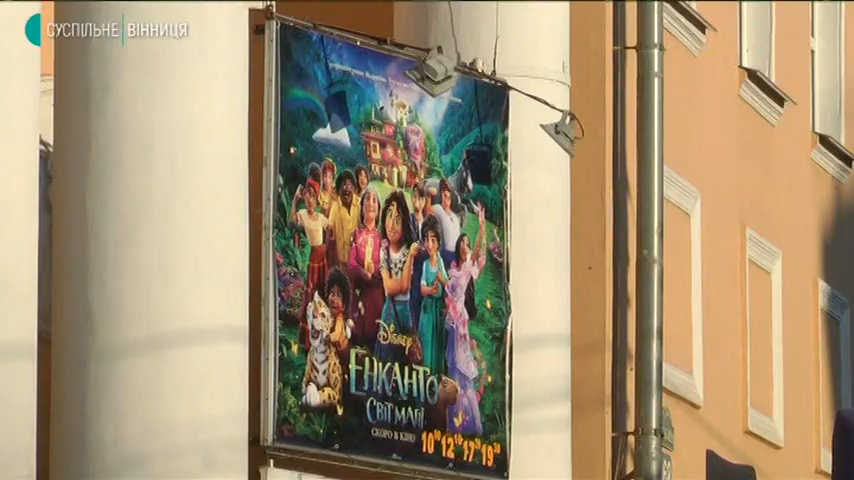 СУСПІЛЬНЕ ВІННИЦЯ
Disney
ЕНКАНТО
СВІТ МАГІЇ
СКОРО В КІНО
10 12 17 19